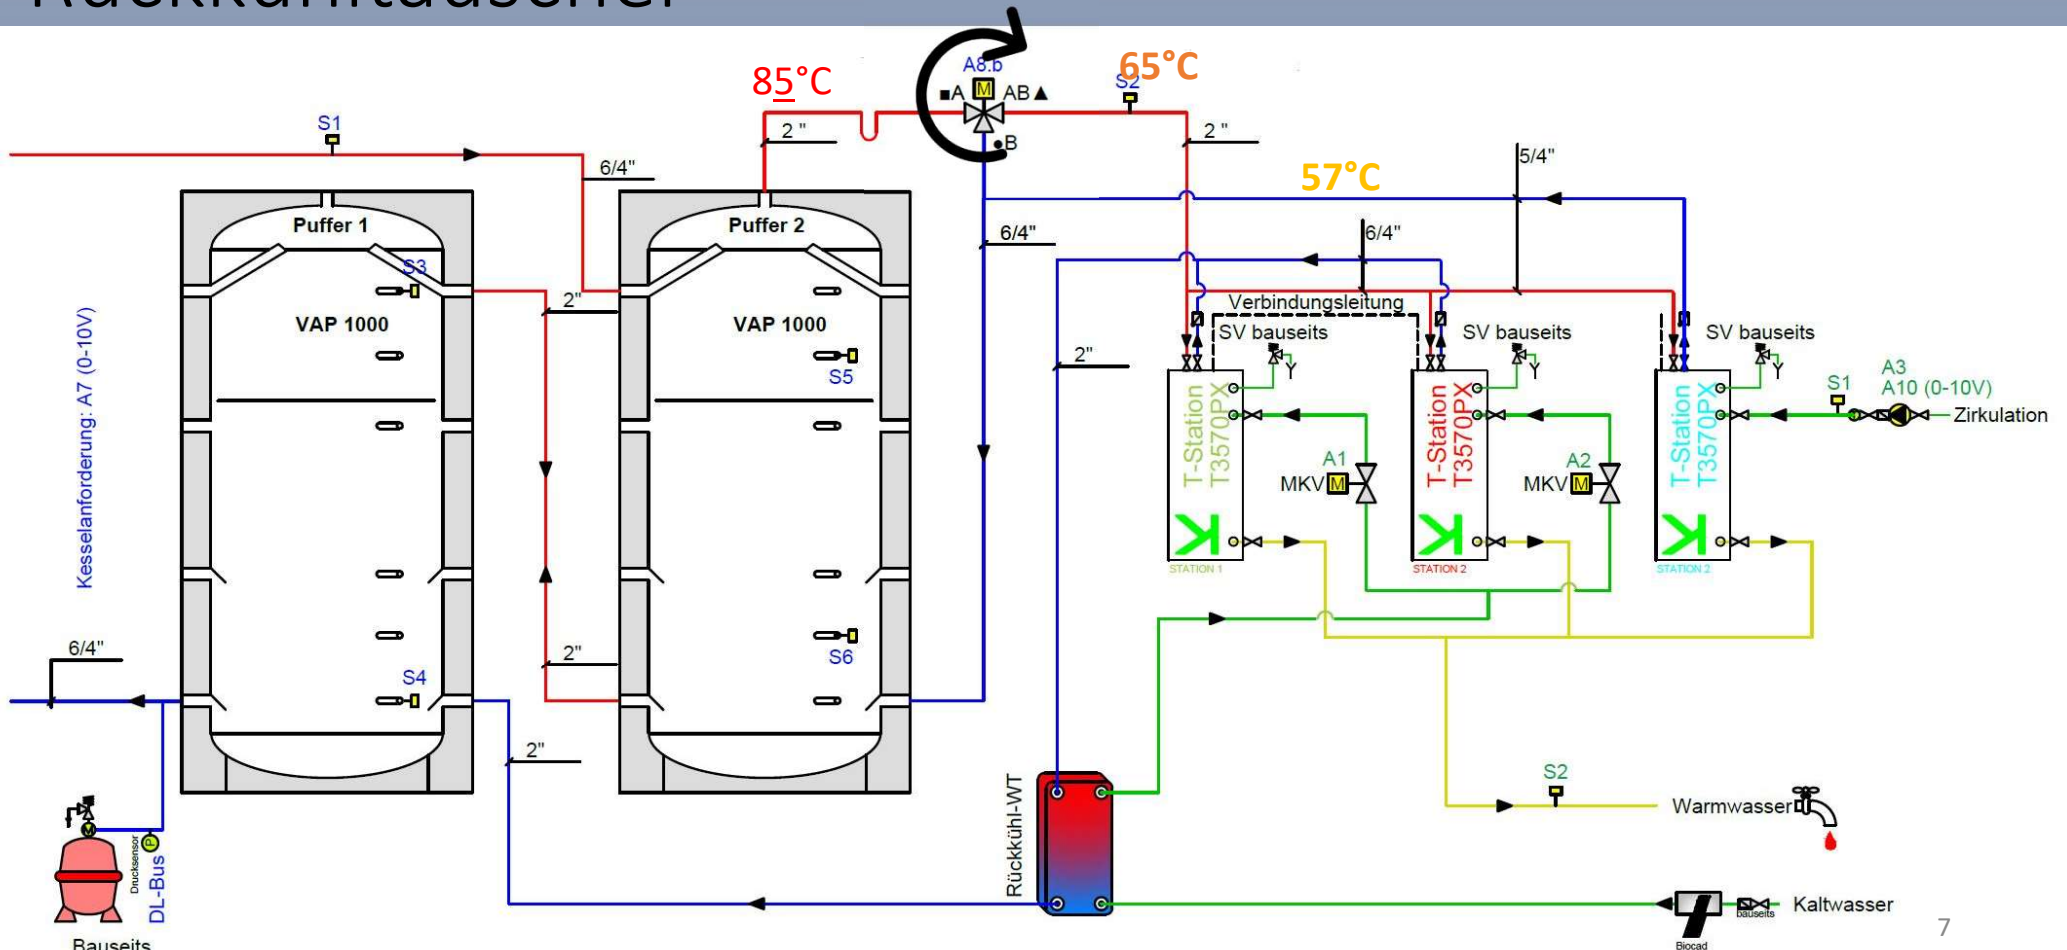 Rückkühltauscher
85°C
A8.b
65°C
S2
■A
M
AB▲
●B
S1
2 "
2 "
6/4"
57°C
5/4"
Puffer 1
Puffer 2
6/4"
6/4"
S3
2"
Verbindungsleitung
VAP 1000
VAP 1000
SV bauseits
SV bauseits
SV bauseits
2"
S5
A3
A10 (0-10V)
S1
Zirkulation
Kesselanforderung: A7 (0-10V)
T-Station
T3570PX
T-Station
T3570PX
T-Station
T3570PX
A1
MKV M
A2
MKV M
STATION 1
STATION 2
STATION 2
6/4"
2"
S6
S4
2"
Rückkühl-WT
S2
Warmwasser
M
P
Drucksensor
DL-Bus
Bauseits
Kaltwasser
bauseits
Biocad
7